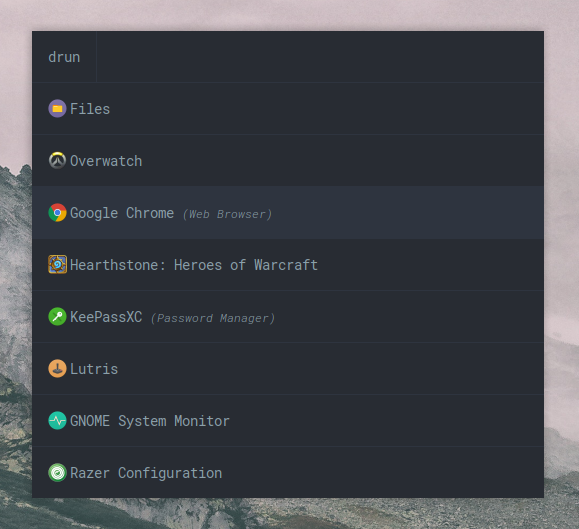 drun
Files
Overwatch
Google Chrome (Web Browser)
Hearthstone: Heroes of Warcraft
KeePassXC (Password Manager)
Lutris
GNOME System Monitor
Razer Configuration